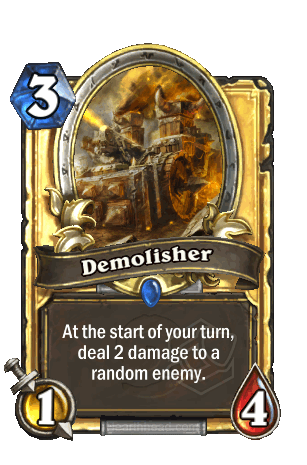 3
Demolisher
At the start of your turn,
deal 2 damage to a
random enemy.
1
4